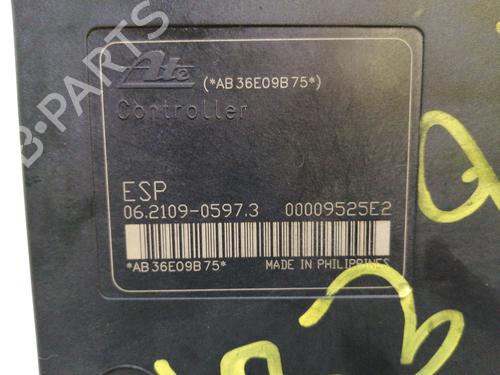 Ate (*AB36E09B75*)
Controller
ESP
06.2109-0597.3 00009525E2
*AB36E09B75* MADE IN PHILIPPINES
B-PARTS